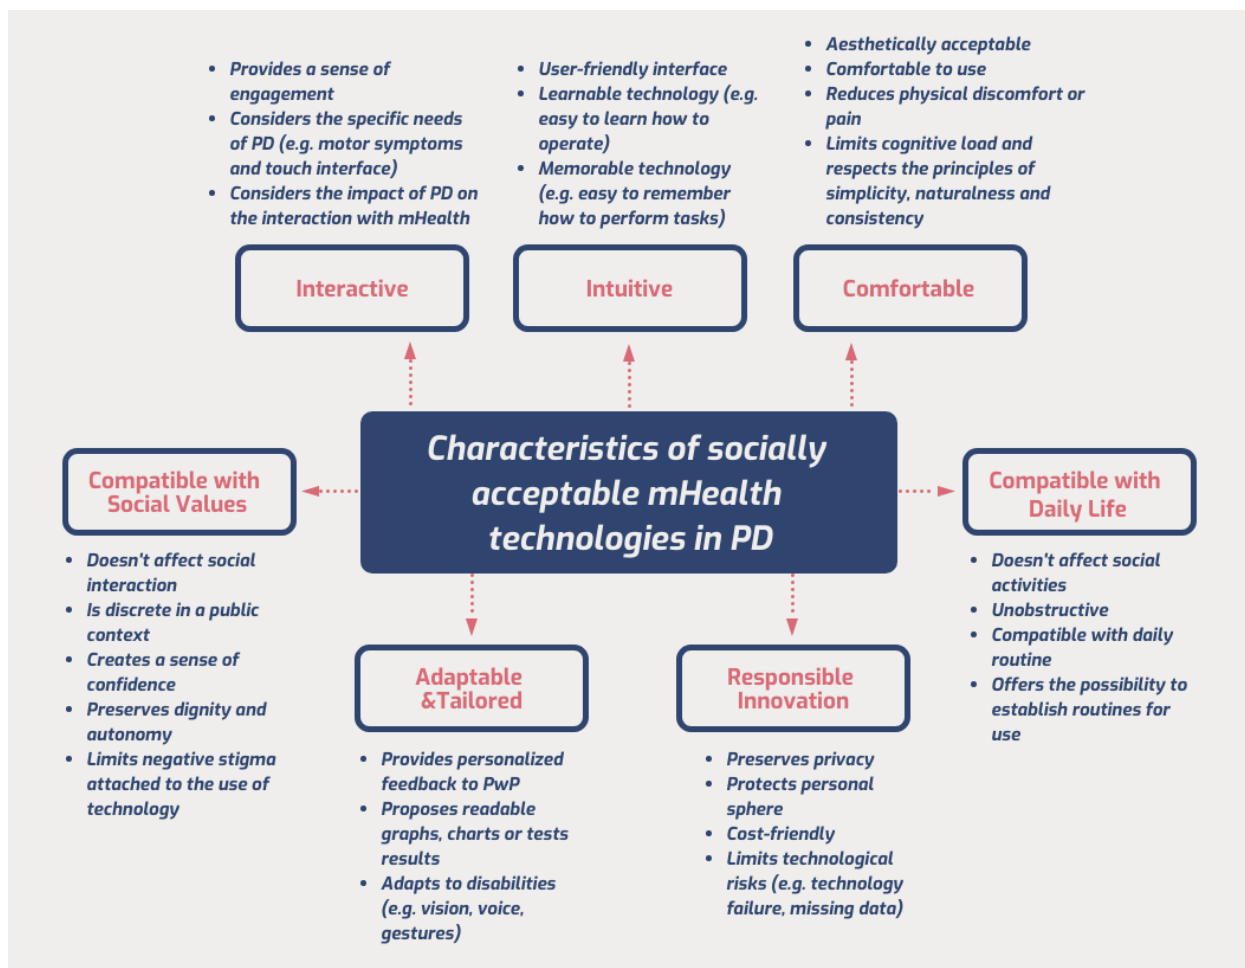 • Provides a sense of
engagement
• Considers the specific needs
of PD (e.g. motor symptoms
and touch interface)
• Considers the impact of PD on
the interaction with mHealth
Interactive
• User-friendly interface
• Learnable technology (e.g.
easy to learn how to
operate)
• Memorable technology
(e.g. easy to remember
how to perform tasks)
Intuitive
• Aesthetically acceptable
• Comfortable to use
• Reduces physical discomfort or
pain
• Limits cognitive load and
respects the principles of
simplicity, naturalness and
consistency
Comfortable
Characteristics of socially
acceptable mHealth
technologies in PD
Compatible with
Social Values
• Doesn't affect social
interaction
• Is discrete in a public
context
• Creates a sense of
confidence
• Preserves dignity and
autonomy
• Limits negative stigma
attached to the use of
technology
Adaptable
&Tailored
• Provides personalized
feedback to PwP
• Proposes readable
graphs, charts or tests
results
• Adapts to disabilities
(e.g. vision, voice,
gestures)
Responsible
Innovation
• Preserves privacy
• Protects personal
sphere
• Cost-friendly
• Limits technological
risks (e.g. technology
failure, missing data)
Compatible with
Daily Life
• Doesn't affect social
activities
• Unobstructive
• Compatible with daily
routine
• Offers the possibility to
establish routines for
use